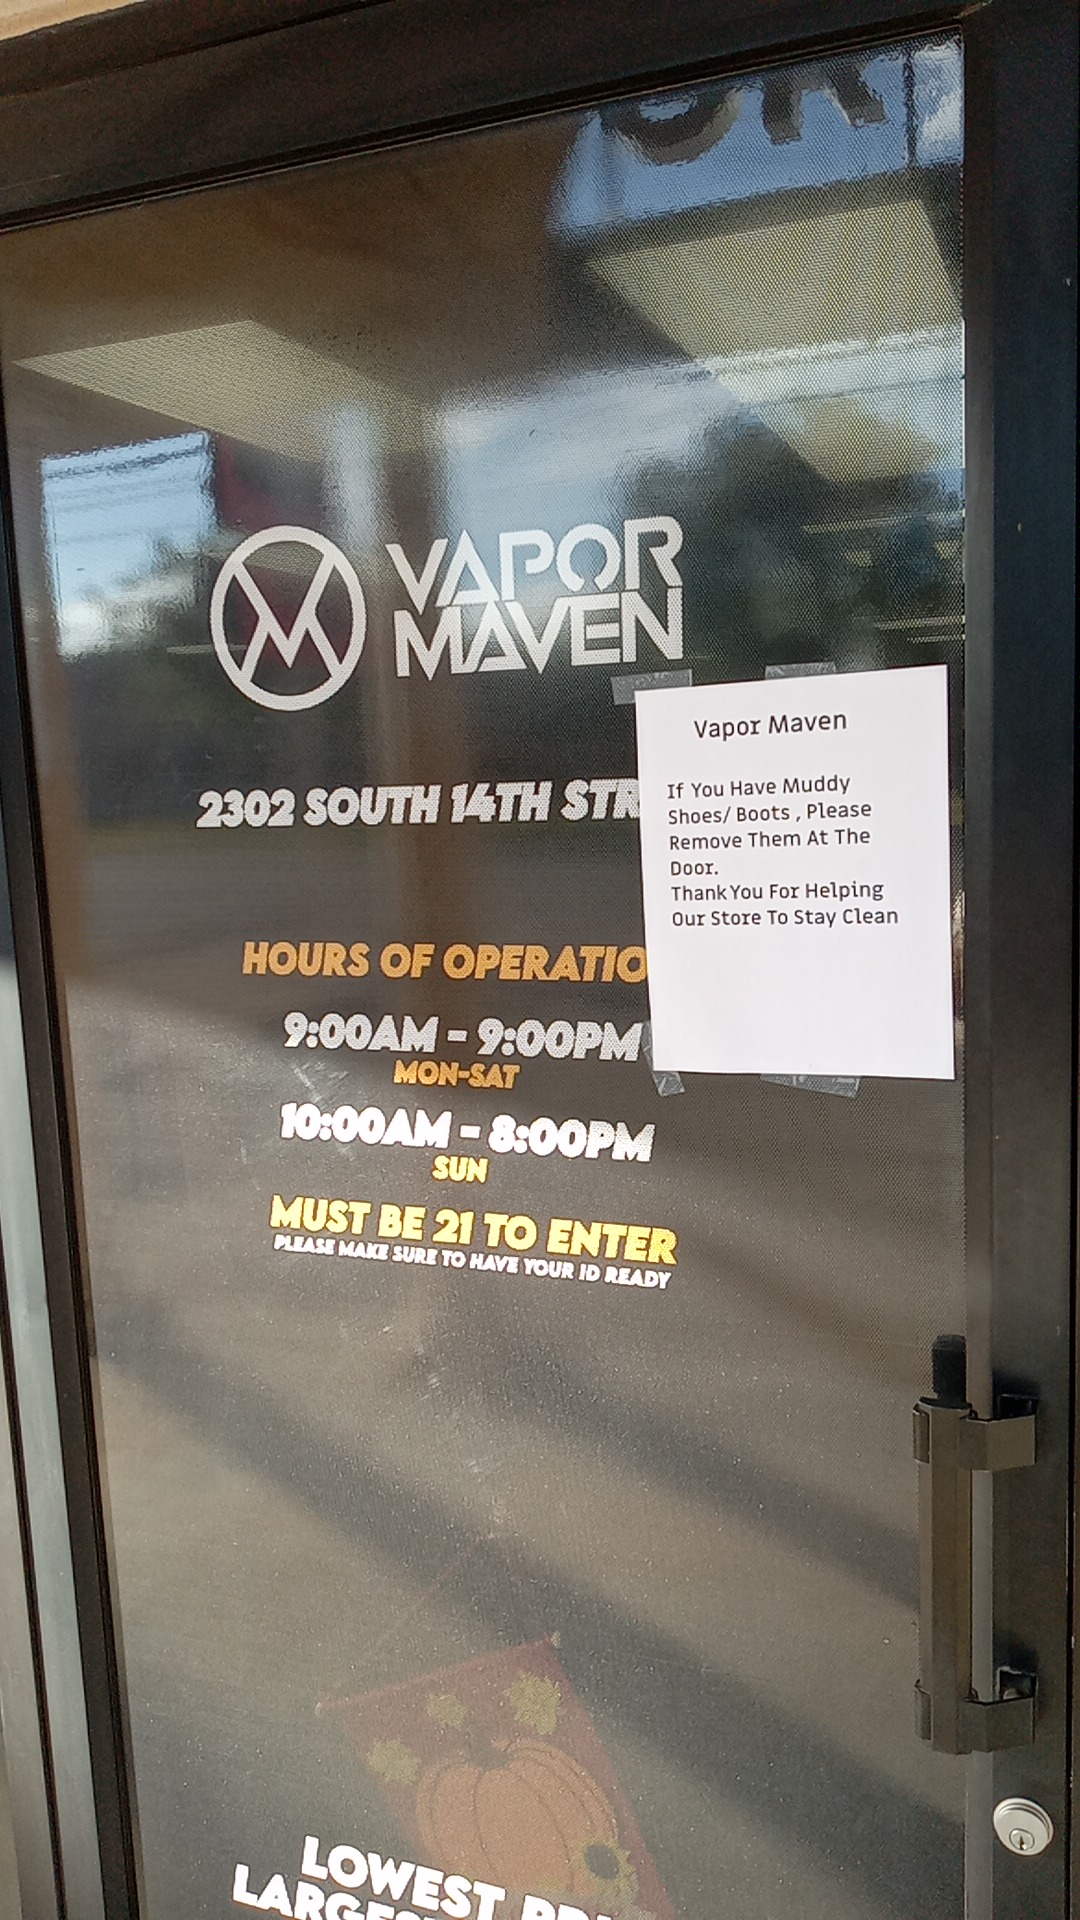 VAPOR
MAVEN
2302 SOUTH 14TH STR
HOURS OF OPERATIO
9:00AM - 9:00PM
MON-SAT
10:00AM - 8:00PM
SUN
MUST BE 21 TO ENTER
PLEASE MAKE SURE TO HAVE YOUR ID READY
Vapor Maven
If You Have Muddy
Shoes/ Boots , Please
Remove Them At The
Door.
Thank You For Helping
Our Store To Stay Clean
LOWEST